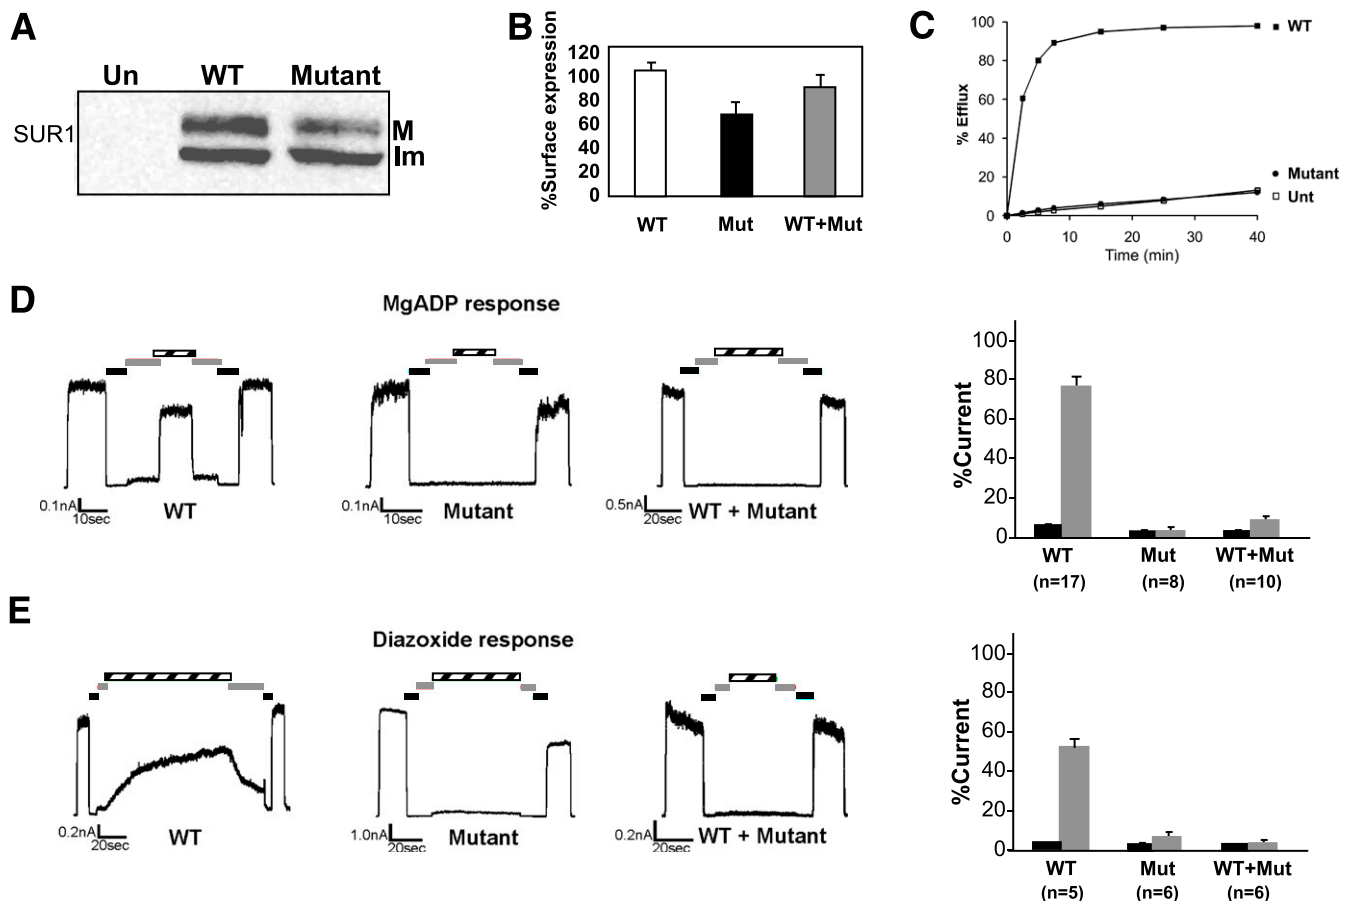 A
Un WT Mutant
SUR1
M
Im
B
%Surface expression
120
100
80
60
40
20
0
WT Mut WT+Mut
C
% Efflux
100
80
60
40
20
0
0 10 20 30 40
Time (min)
WT
Mutant
Unt
D
MgADP response
0.1nA
10sec
WT
0.1nA
10sec
Mutant
0.5nA
20sec
WT + Mutant
%Current
100
80
60
40
20
0
WT Mut WT+Mut
(n=17) (n=8) (n=10)
E
Diazoxide response
0.2nA
20sec
WT
1.0nA
20sec
Mutant
0.2nA
20sec
WT + Mutant
%Current
100
80
60
40
20
0
WT Mut WT+Mut
(n=5) (n=6) (n=6)